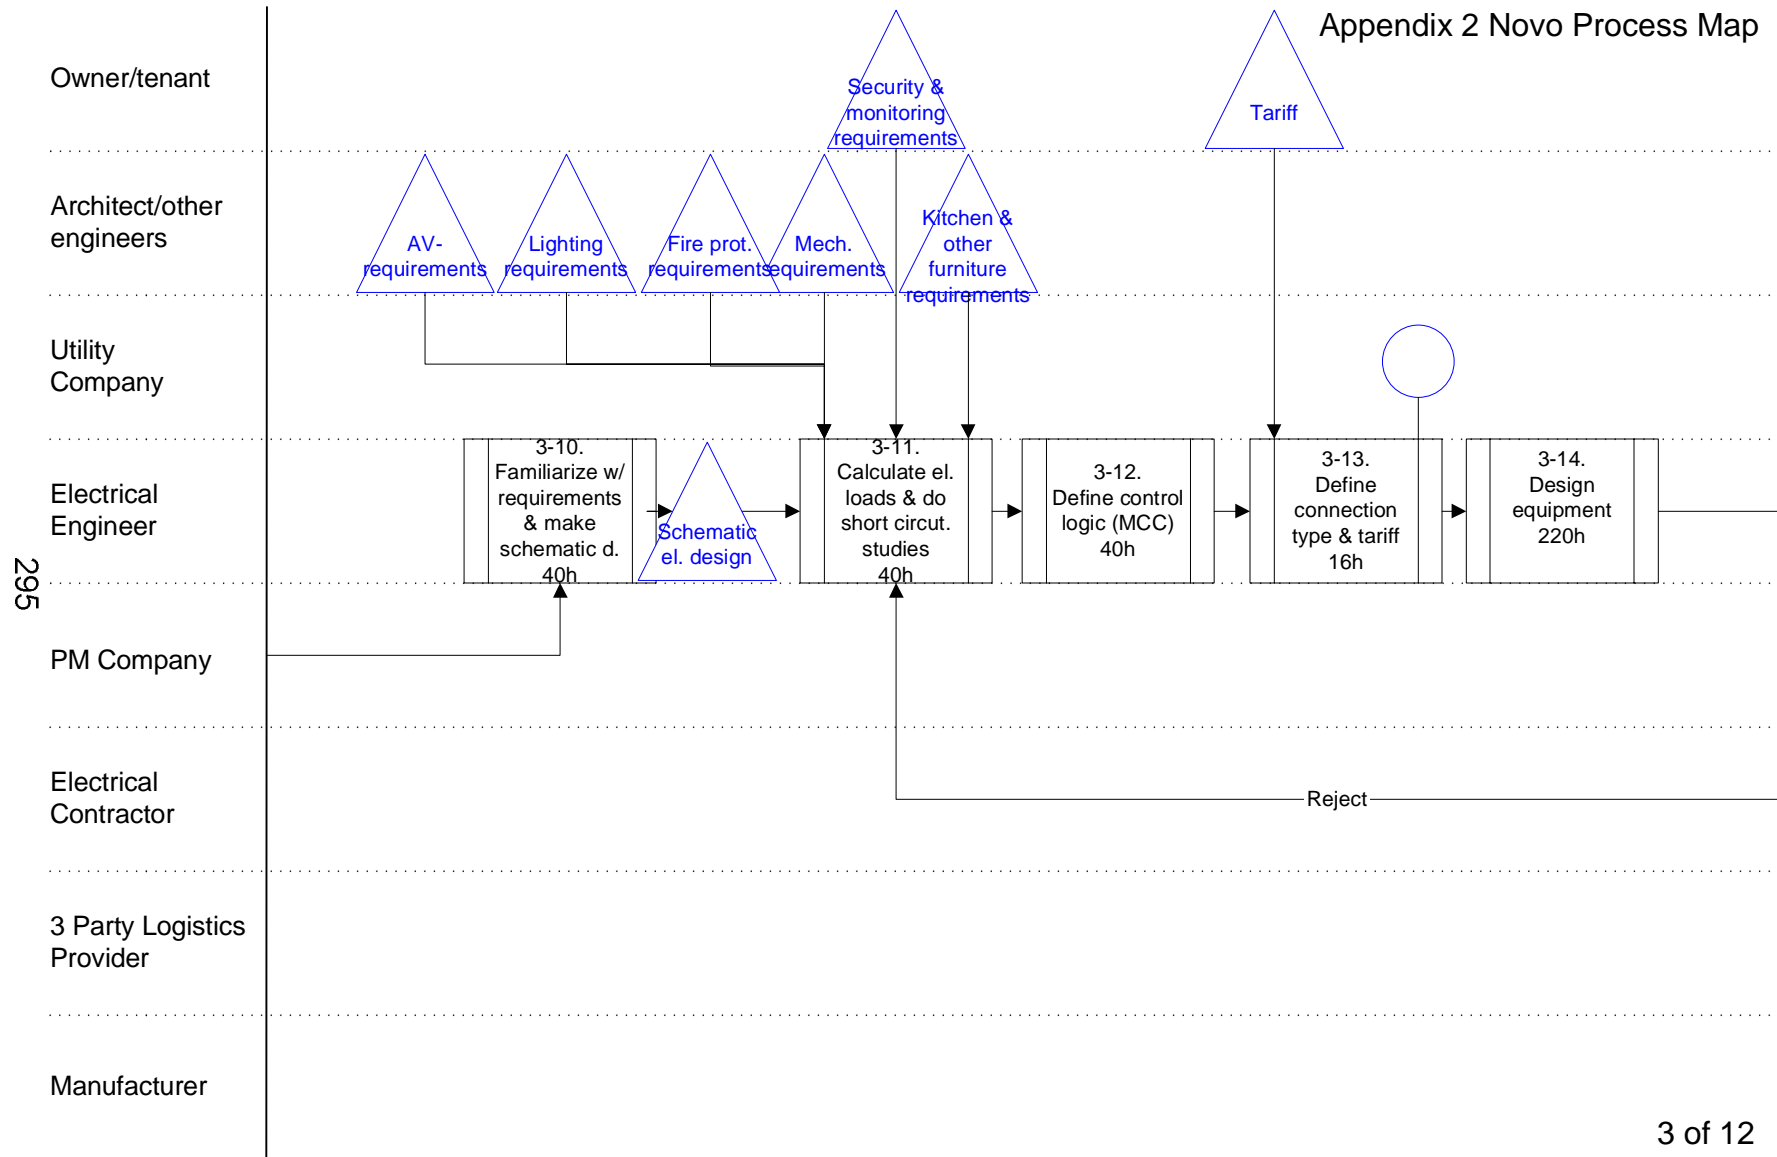 Appendix 2 Novo Process Map
Owner/tenant
Security &
monitoring
requirements
Tariff
Architect/other
engineers
AV-
requirements
Lighting
requirements
Fire prot.
requirements
Mech.
requirements
Kitchen &
other
furniture
requirements
Utility
Company
Electrical
Engineer
3-10.
Familiarize w/
requirements
& make
schematic d.
40h
Schematic
el. design
3-11.
Calculate el.
loads & do
short circut.
studies
40h
3-12.
Define control
logic (MCC)
40h
3-13.
Define
connection
type & tariff
16h
3-14.
Design
equipment
220h
295
PM Company
Electrical
Contractor
Reject
3 Party Logistics
Provider
Manufacturer
3 of 12